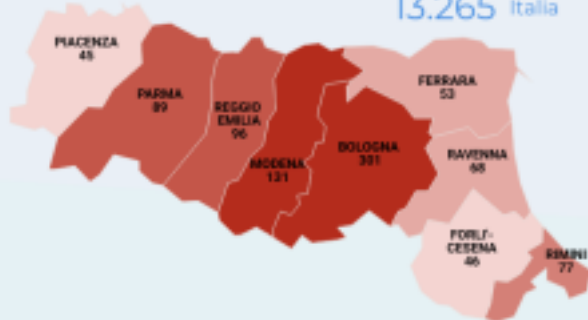 13.265 Italia
PIACENZA
45
PARMA
89
REGGIO
EMILIA
96
MODENA
131
BOLOGNA
301
FERRARA
53
RAVENNA
68
FORLI'-
CESENA
46
RIMINI
77